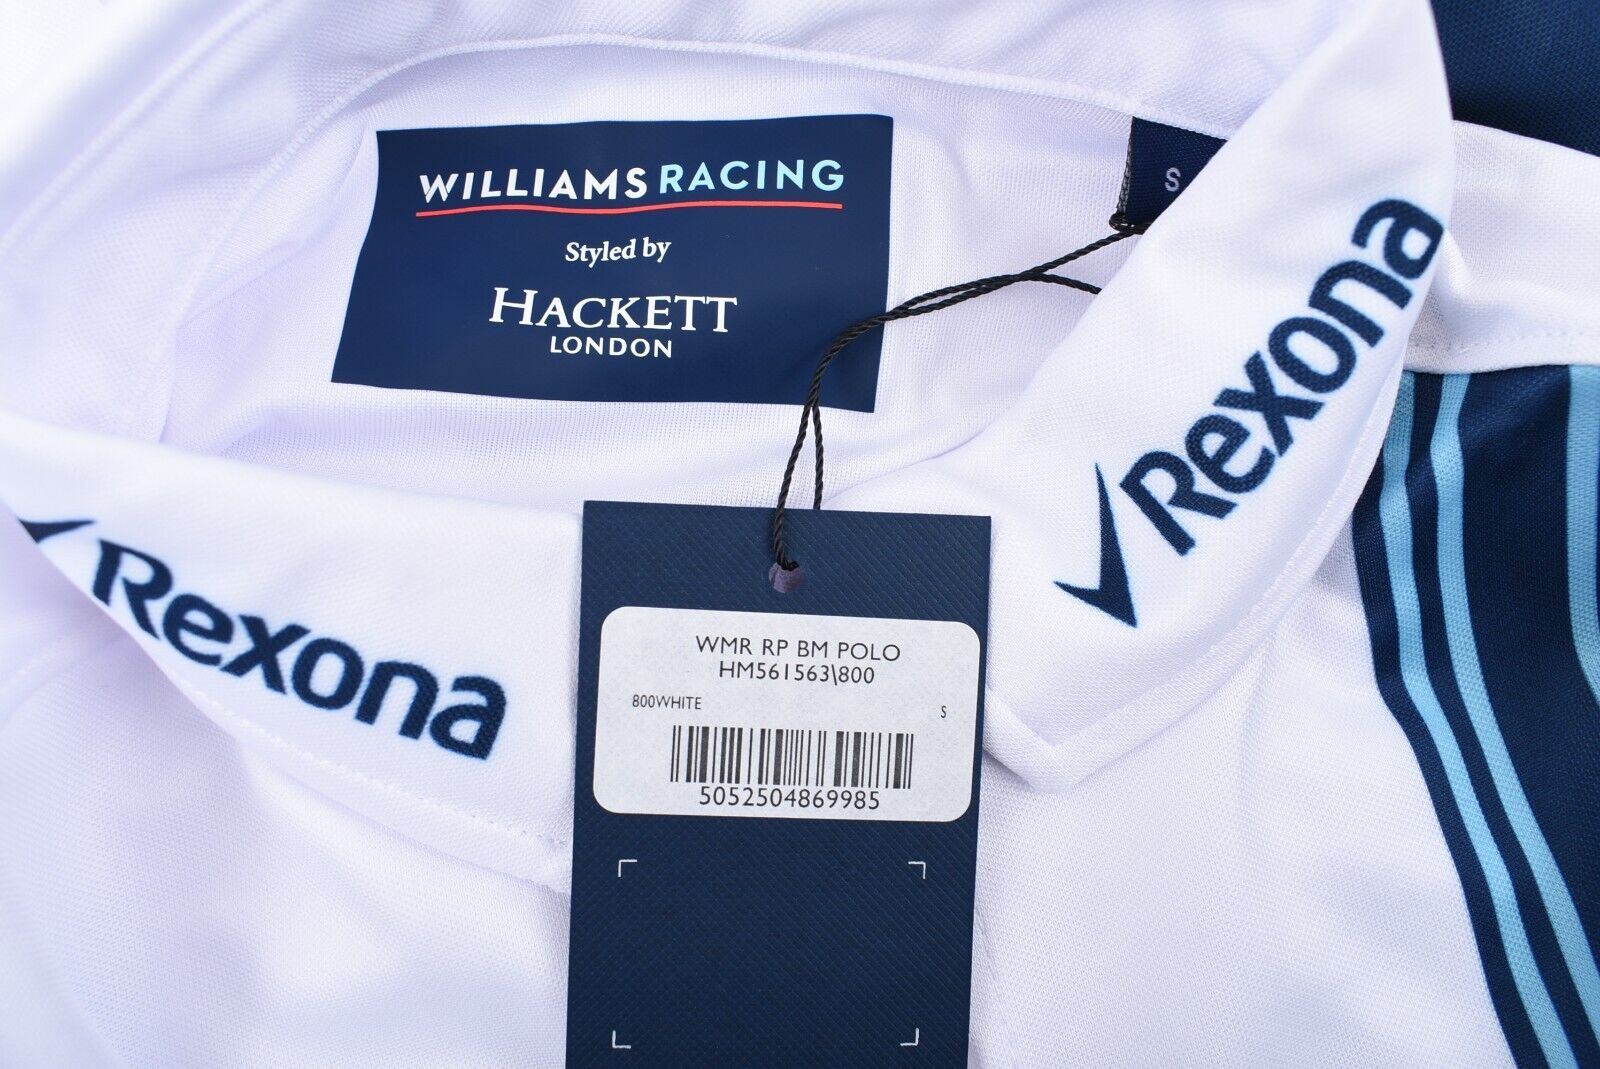 WILLIAMS RACING
Styled by
HACKETT
LONDON
S
Rexona
Rexona
WMR RP BM POLO
HM561563\800
800WHITE
S
5052504869985